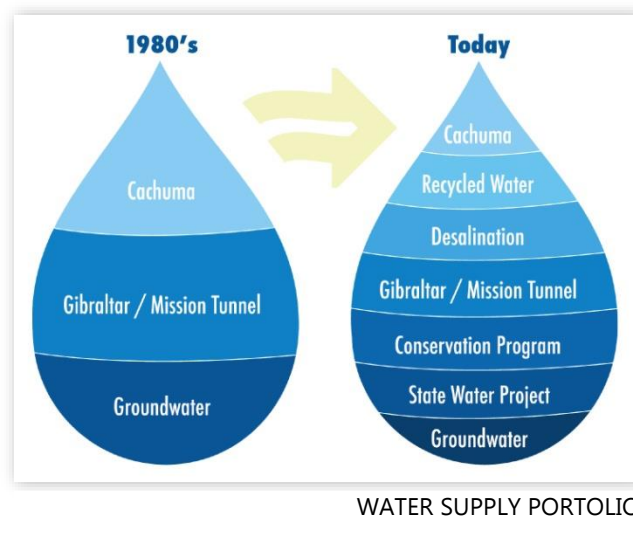 1980's
Cachuma
Gibraltar / Mission Tunnel
Groundwater
Today
Cachuma
Recycled Water
Desalination
Gibraltar / Mission Tunnel
Conservation Program
State Water Project
Groundwater
WATER SUPPLY PORTOLIO